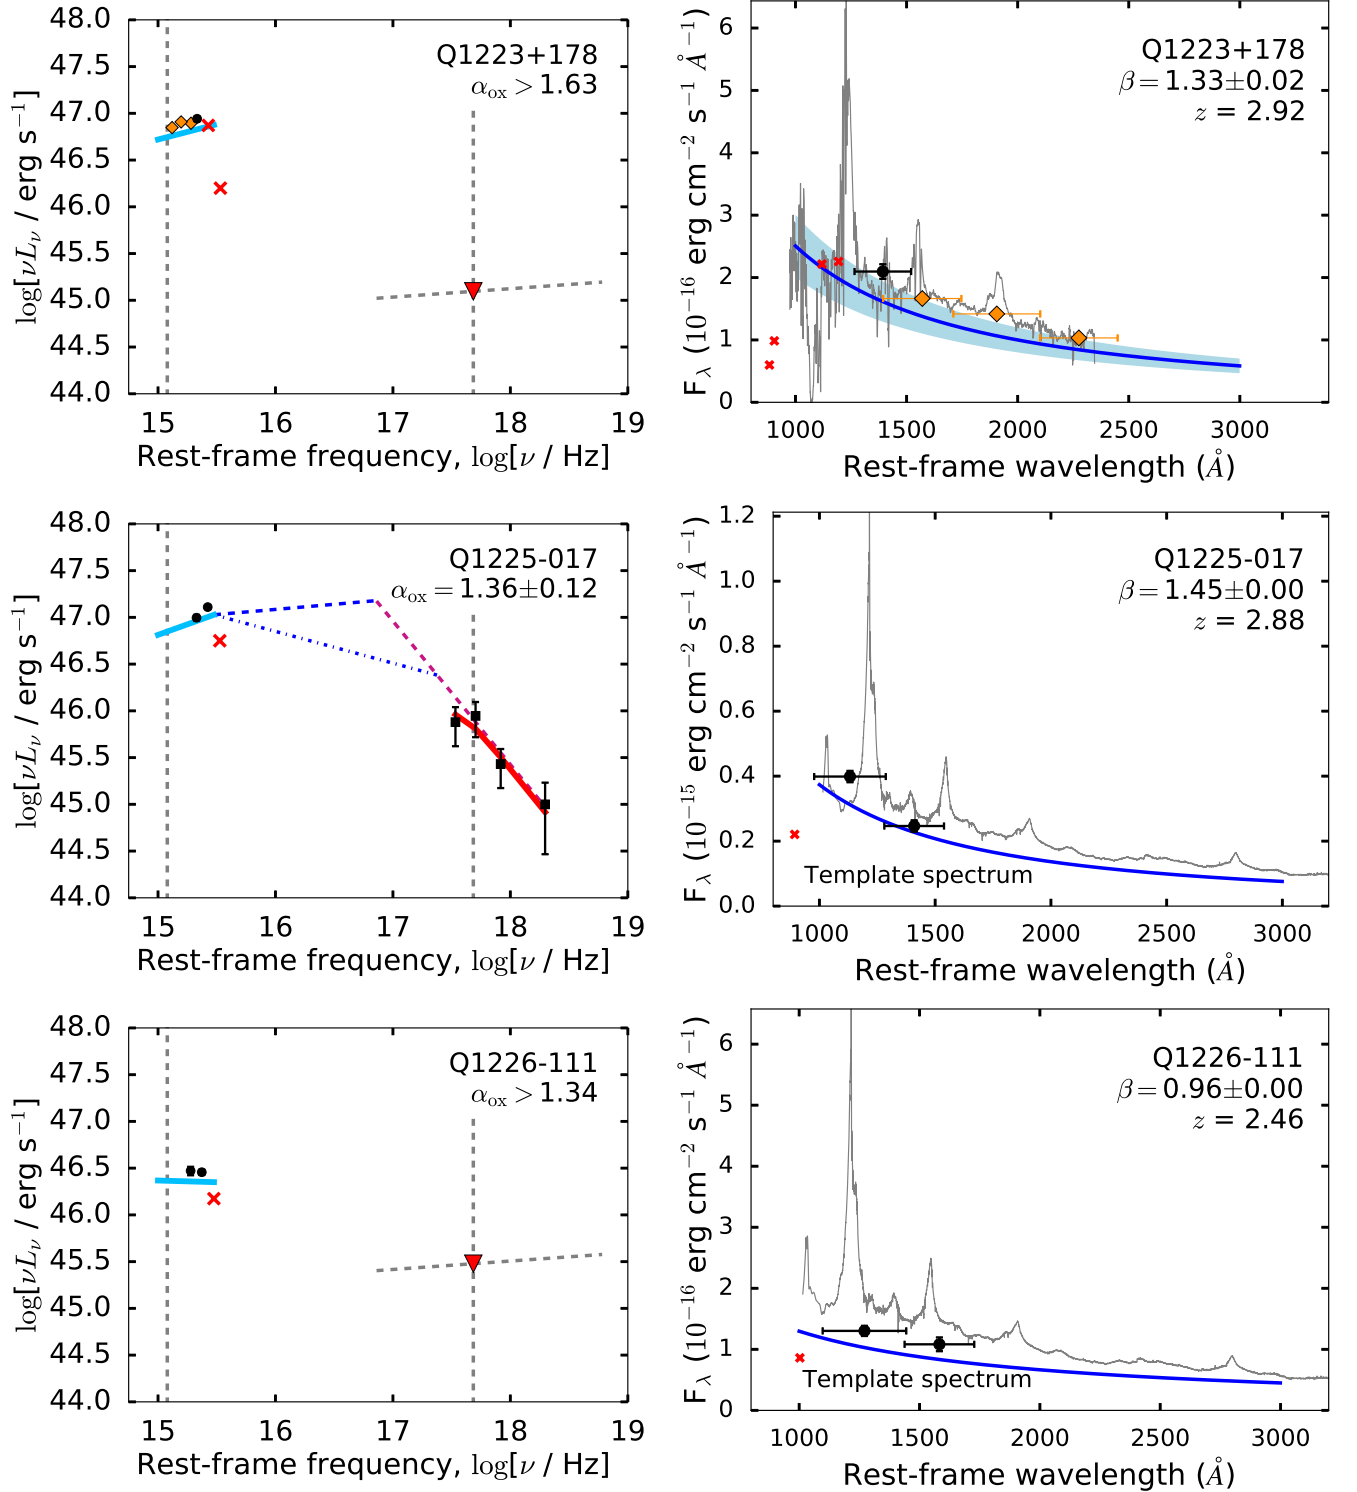 48.0
47.5
47.0
46.5
46.0
45.5
45.0
44.5
44.0
log[νLν / erg s⁻¹]
Q1223+178
αox > 1.63
15 16 17 18 19
Rest-frame frequency, log[ν / Hz]
6
5
4
3
2
1
0
Fλ (10⁻¹⁶ erg cm⁻² s⁻¹ Å⁻¹)
Q1223+178
β = 1.33±0.02
z = 2.92
1000 1500 2000 2500 3000
Rest-frame wavelength (Å)
48.0
47.5
47.0
46.5
46.0
45.5
45.0
44.5
44.0
log[νLν / erg s⁻¹]
Q1225-017
αox = 1.36±0.12
15 16 17 18 19
Rest-frame frequency, log[ν / Hz]
1.2
1.0
0.8
0.6
0.4
0.2
0.0
Fλ (10⁻¹⁵ erg cm⁻² s⁻¹ Å⁻¹)
Q1225-017
β = 1.45±0.00
z = 2.88
Template spectrum
1000 1500 2000 2500 3000
Rest-frame wavelength (Å)
48.0
47.5
47.0
46.5
46.0
45.5
45.0
44.5
44.0
log[νLν / erg s⁻¹]
Q1226-111
αox > 1.34
15 16 17 18 19
Rest-frame frequency, log[ν / Hz]
6
5
4
3
2
1
0
Fλ (10⁻¹⁶ erg cm⁻² s⁻¹ Å⁻¹)
Q1226-111
β = 0.96±0.00
z = 2.46
Template spectrum
1000 1500 2000 2500 3000
Rest-frame wavelength (Å)